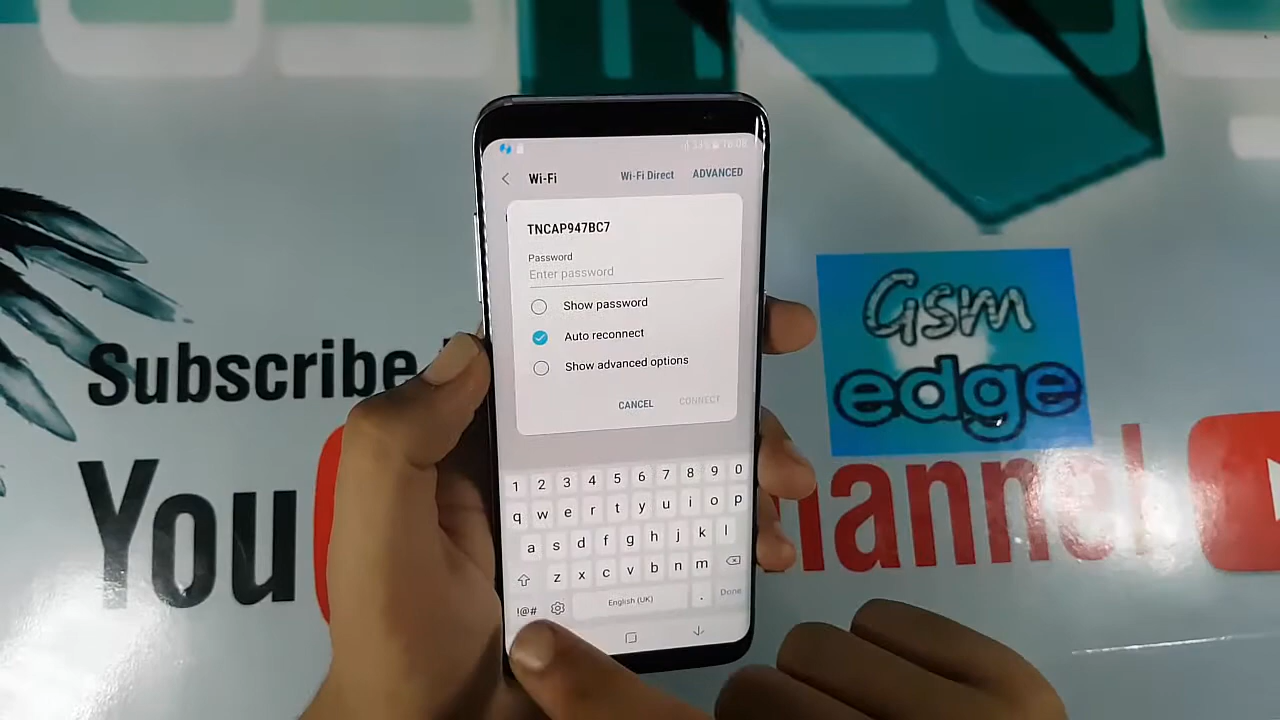 Wi-Fi Wi-Fi Direct ADVANCED
TNCAP947BC7
Password
Enter password
Show password
Auto reconnect
Show advanced options
CANCEL CONNECT
1 2 3 4 5 6 7 8 9 0
q w e r t y u i o p
a s d f g h j k l
z x c v b n m
!@# English (UK) . Done
Subscribe
You
hannel
Gsm
edge